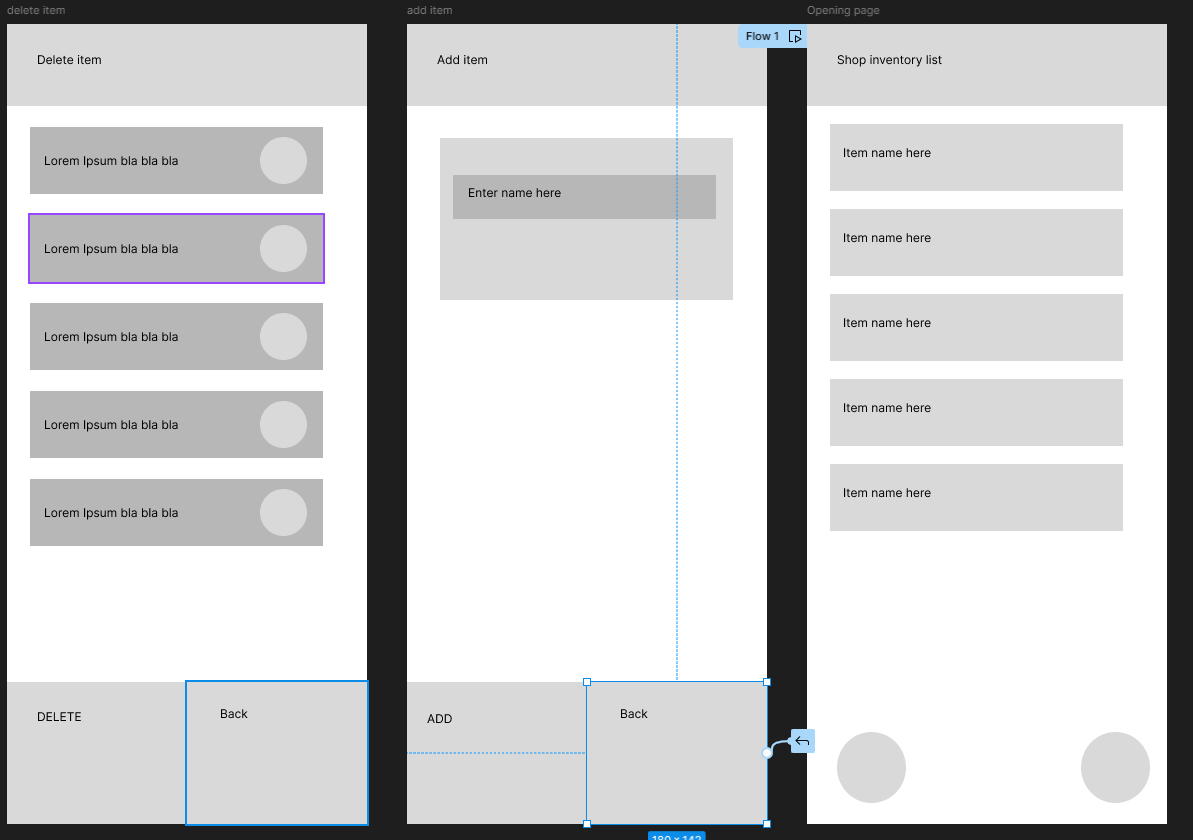 delete item
Delete item
Lorem Ipsum bla bla bla
Lorem Ipsum bla bla bla
Lorem Ipsum bla bla bla
Lorem Ipsum bla bla bla
Lorem Ipsum bla bla bla
DELETE
Back
add item
Flow 1
Add item
Enter name here
ADD
Back
180 × 142
Opening page
Shop inventory list
Item name here
Item name here
Item name here
Item name here
Item name here